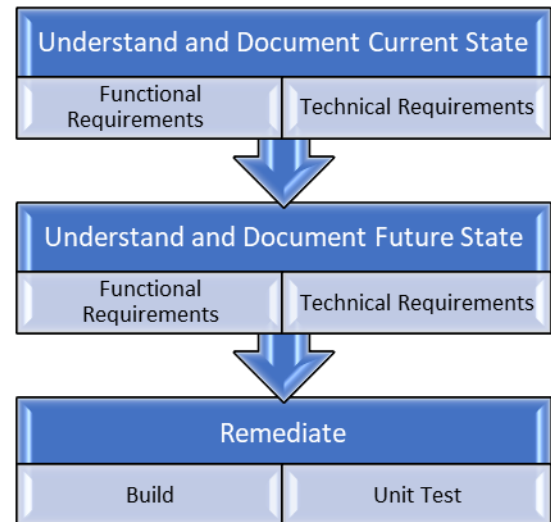 Understand and Document Current State
Functional
Requirements
Technical Requirements
Understand and Document Future State
Functional
Requirements
Technical Requirements
Remediate
Build
Unit Test